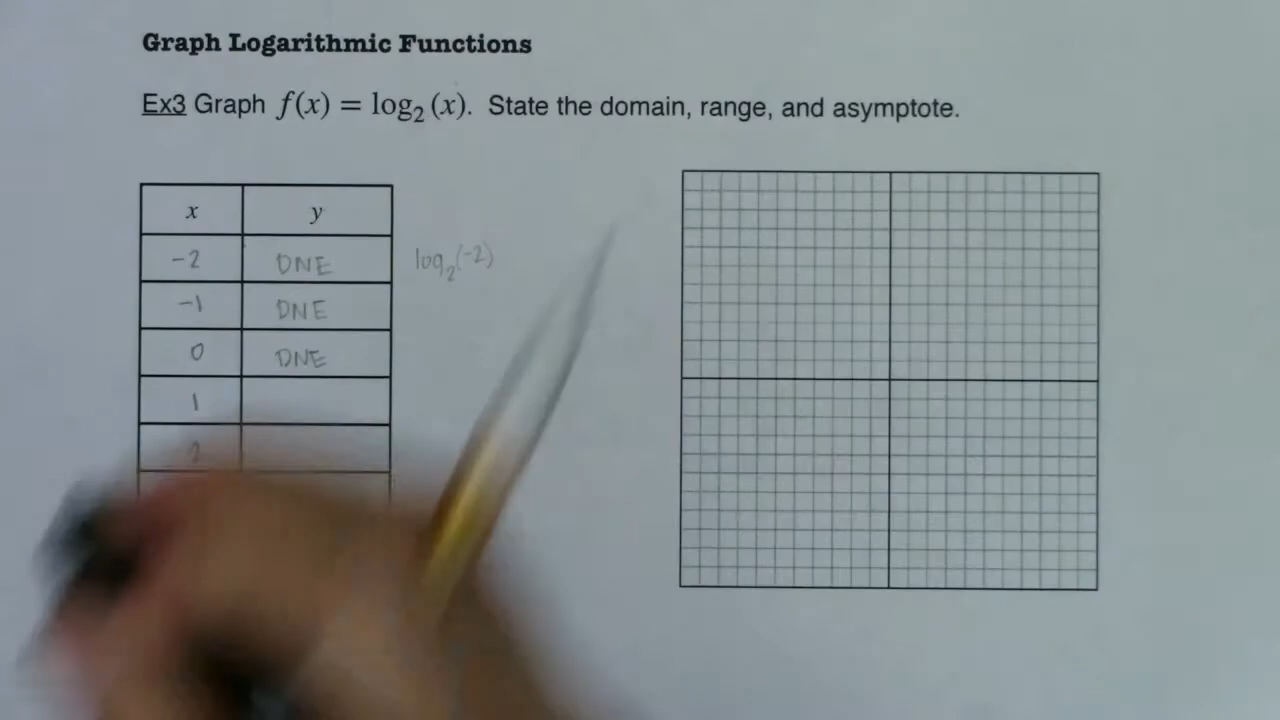 Graph Logarithmic Functions
Ex3 Graph f(x) = log₂ (x). State the domain, range, and asymptote.
x y
-2 DNE log₂(-2)
-1 DNE
0 DNE
1
2